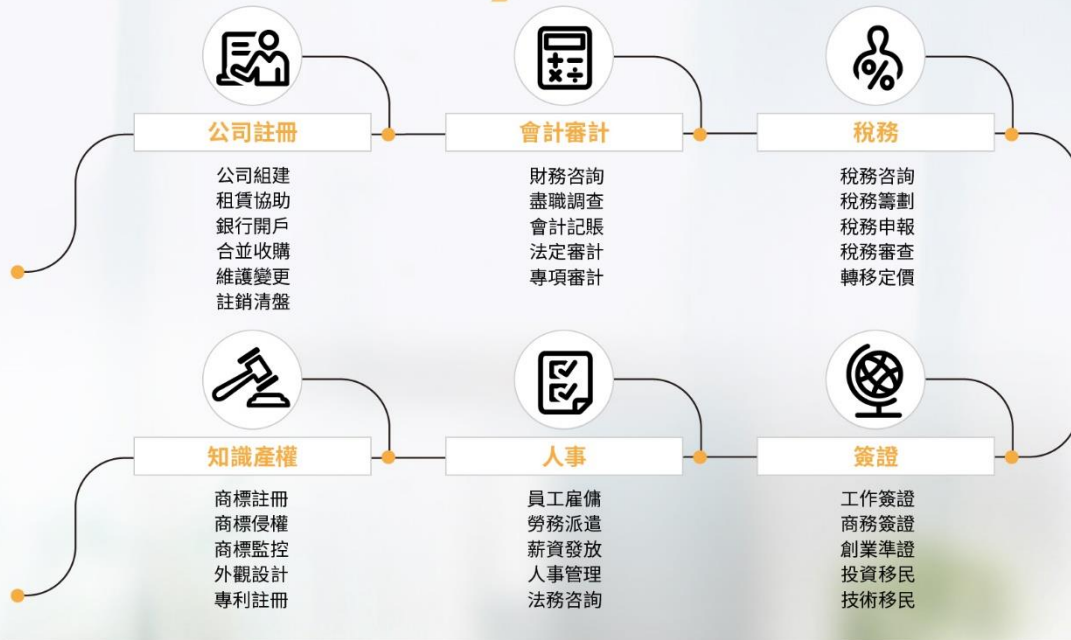 公司註冊
公司組建
租賃協助
銀行開戶
合並收購
維護變更
註銷清盤
會計審計
財務咨詢
盡職調查
會計記賬
法定審計
專項審計
稅務
稅務咨詢
稅務籌劃
稅務申報
稅務審查
轉移定價
知識產權
商標註冊
商標侵權
商標監控
外觀設計
專利註冊
人事
員工雇傭
勞務派遣
薪資發放
人事管理
法務咨詢
簽證
工作簽證
商務簽證
創業準證
投資移民
技術移民